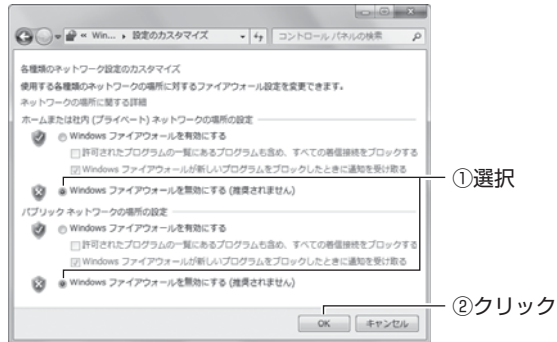 « Win... ▸ 設定のカスタマイズ
コントロール パネルの検索
各種類のネットワーク設定のカスタマイズ
使用する各種類のネットワークの場所に対するファイアウォール設定を変更できます。
ネットワークの場所に関する詳細
ホームまたは社内 (プライベート) ネットワークの場所の設定
Windows ファイアウォールを有効にする
許可されたプログラムの一覧にあるプログラムも含め、すべての着信接続をブロックする
Windows ファイアウォールが新しいプログラムをブロックしたときに通知を受け取る
Windows ファイアウォールを無効にする (推奨されません)
①選択
パブリック ネットワークの場所の設定
Windows ファイアウォールを有効にする
許可されたプログラムの一覧にあるプログラムも含め、すべての着信接続をブロックする
Windows ファイアウォールが新しいプログラムをブロックしたときに通知を受け取る
Windows ファイアウォールを無効にする (推奨されません)
②クリック
OK
キャンセル